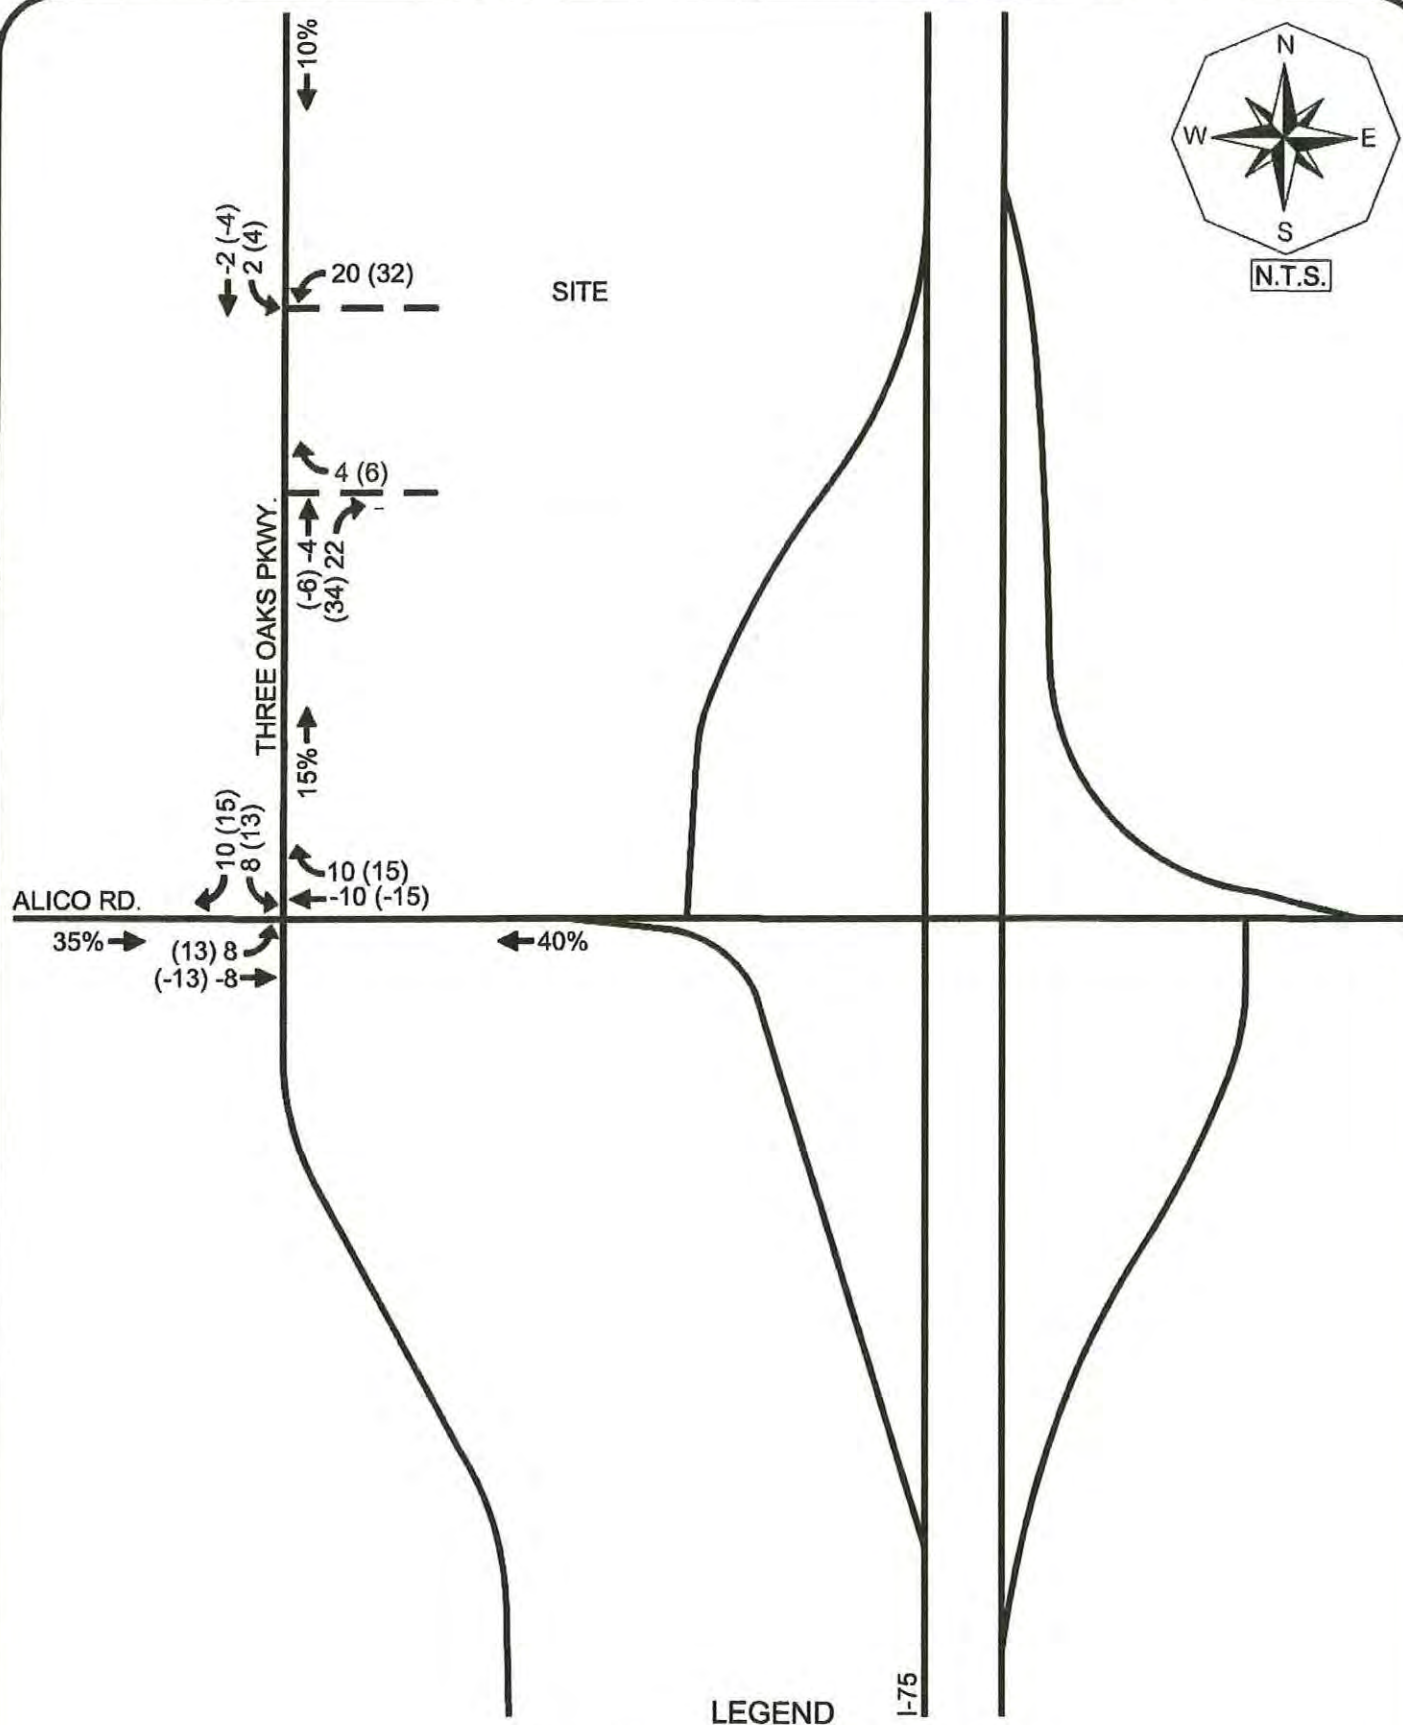 10%
N
W
E
S
N.T.S.
-2 (-4)
2 (4)
20 (32)
SITE
4 (6)
(-6) -4
(34) 22
THREE OAKS PKWY.
15%
10 (15)
8 (13)
10 (15)
-10 (-15)
ALICO RD.
35%
(13) 8
(-13) -8
40%
I-75
LEGEND